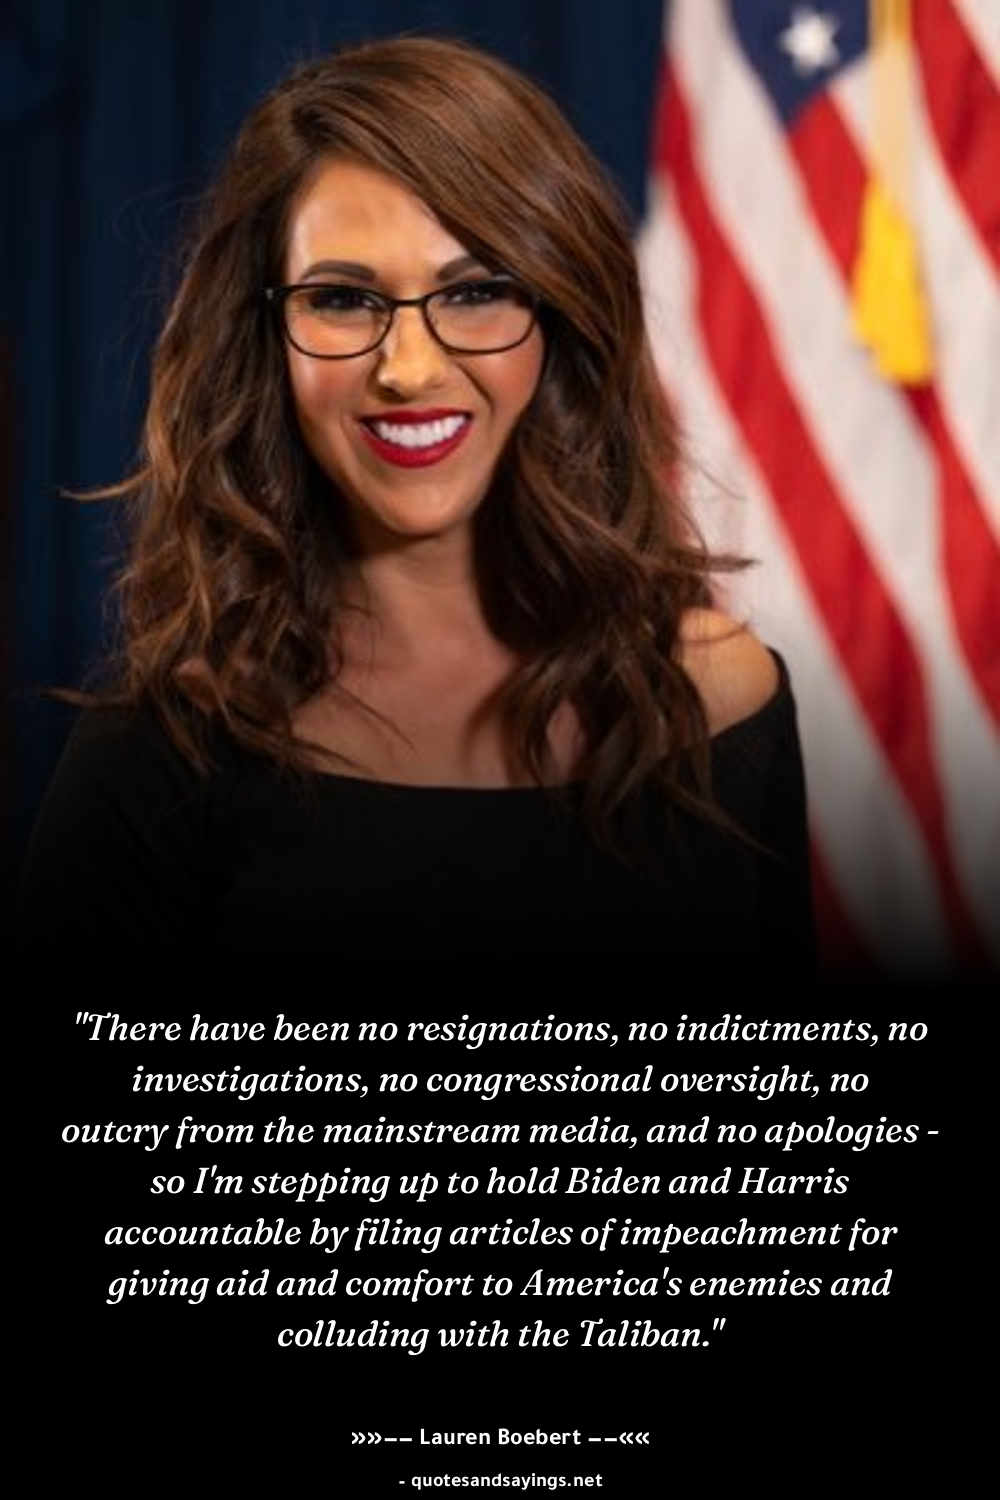 "There have been no resignations, no indictments, no
investigations, no congressional oversight, no
outcry from the mainstream media, and no apologies -
so I'm stepping up to hold Biden and Harris
accountable by filing articles of impeachment for
giving aid and comfort to America's enemies and
colluding with the Taliban."
»»–– Lauren Boebert ––««
- quotesandsayings.net